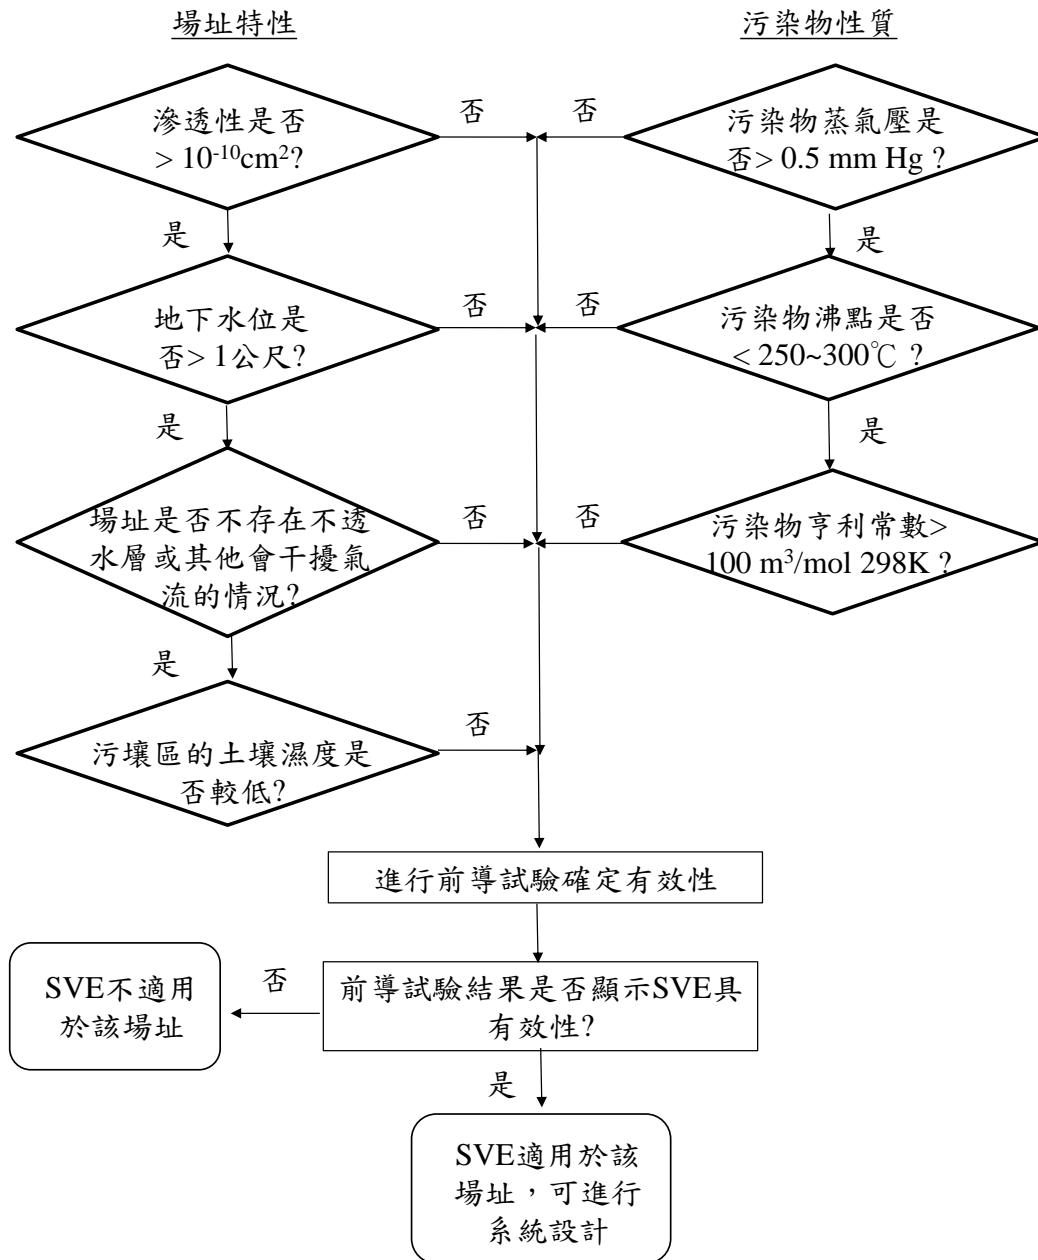 場址特性
污染物性質
滲透性是否
> 10⁻¹⁰cm²?
否
否
污染物蒸氣壓是
否> 0.5 mm Hg ?
是
是
地下水位是
否> 1公尺?
否
否
污染物沸點是否
< 250~300℃ ?
是
是
場址是否不存在不透
水層或其他會干擾氣
流的情況?
否
否
污染物亨利常數>
100 m³/mol 298K ?
是
污壤區的土壤濕度是
否較低?
否
進行前導試驗確定有效性
SVE不適用
於該場址
否
前導試驗結果是否顯示SVE具
有效性?
是
SVE適用於該
場址，可進行
系統設計